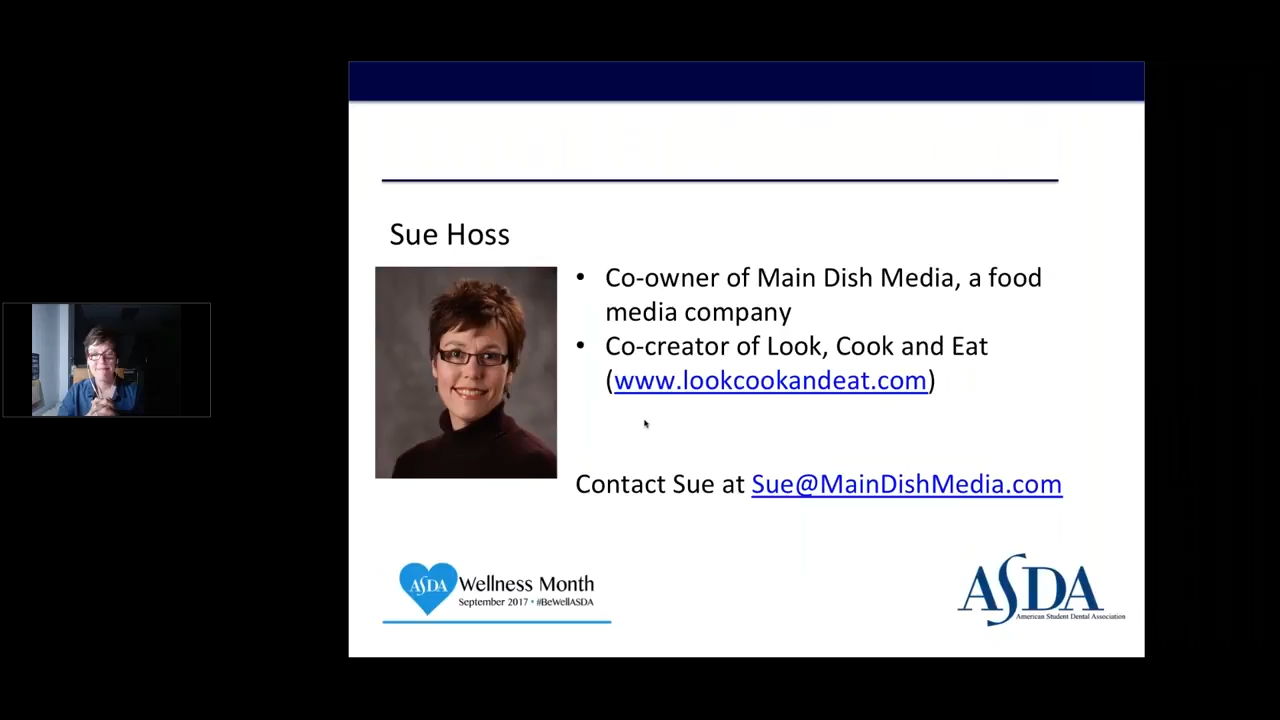 Sue Hoss
• Co-owner of Main Dish Media, a food
media company
• Co-creator of Look, Cook and Eat
(www.lookcookandeat.com)
Contact Sue at Sue@MainDishMedia.com
ASDA Wellness Month
September 2017 • #BeWellASDA
ASDA
American Student Dental Association